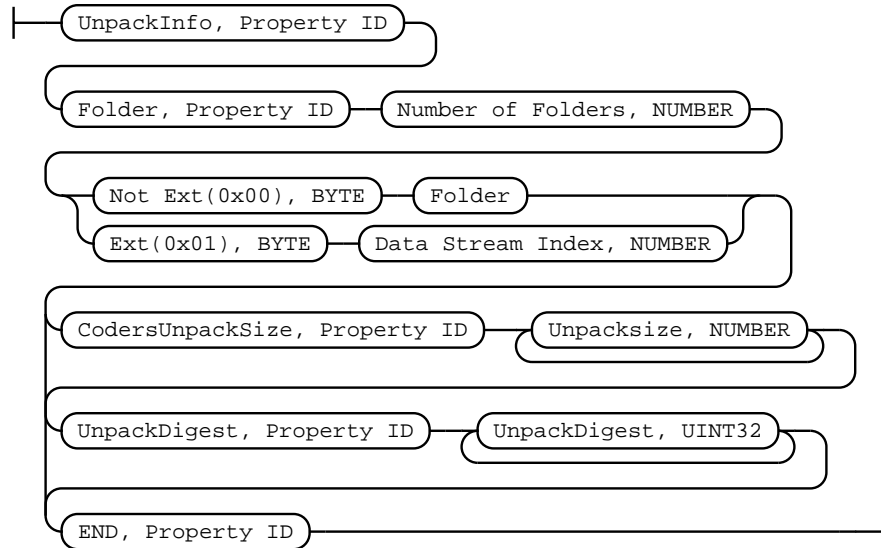 UnpackInfo, Property ID
Folder, Property ID Number of Folders, NUMBER
Not Ext(0x00), BYTE Folder
Ext(0x01), BYTE Data Stream Index, NUMBER
CodersUnpackSize, Property ID Unpacksize, NUMBER
UnpackDigest, Property ID UnpackDigest, UINT32
END, Property ID